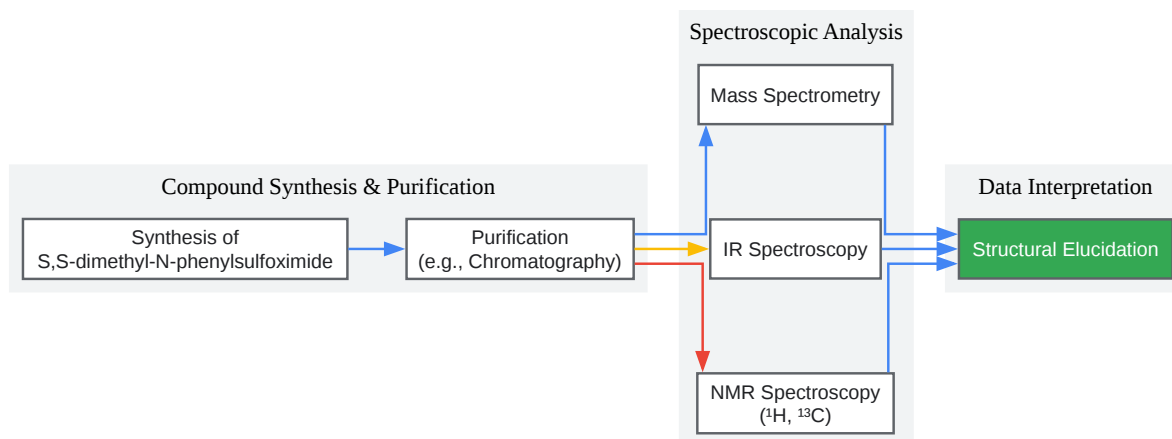 Spectroscopic Analysis
Mass Spectrometry
Compound Synthesis & Purification
Data Interpretation
Synthesis of
S,S-dimethyl-N-phenylsulfoximide
Purification
(e.g., Chromatography)
IR Spectroscopy
Structural Elucidation
NMR Spectroscopy
(¹H, ¹³C)